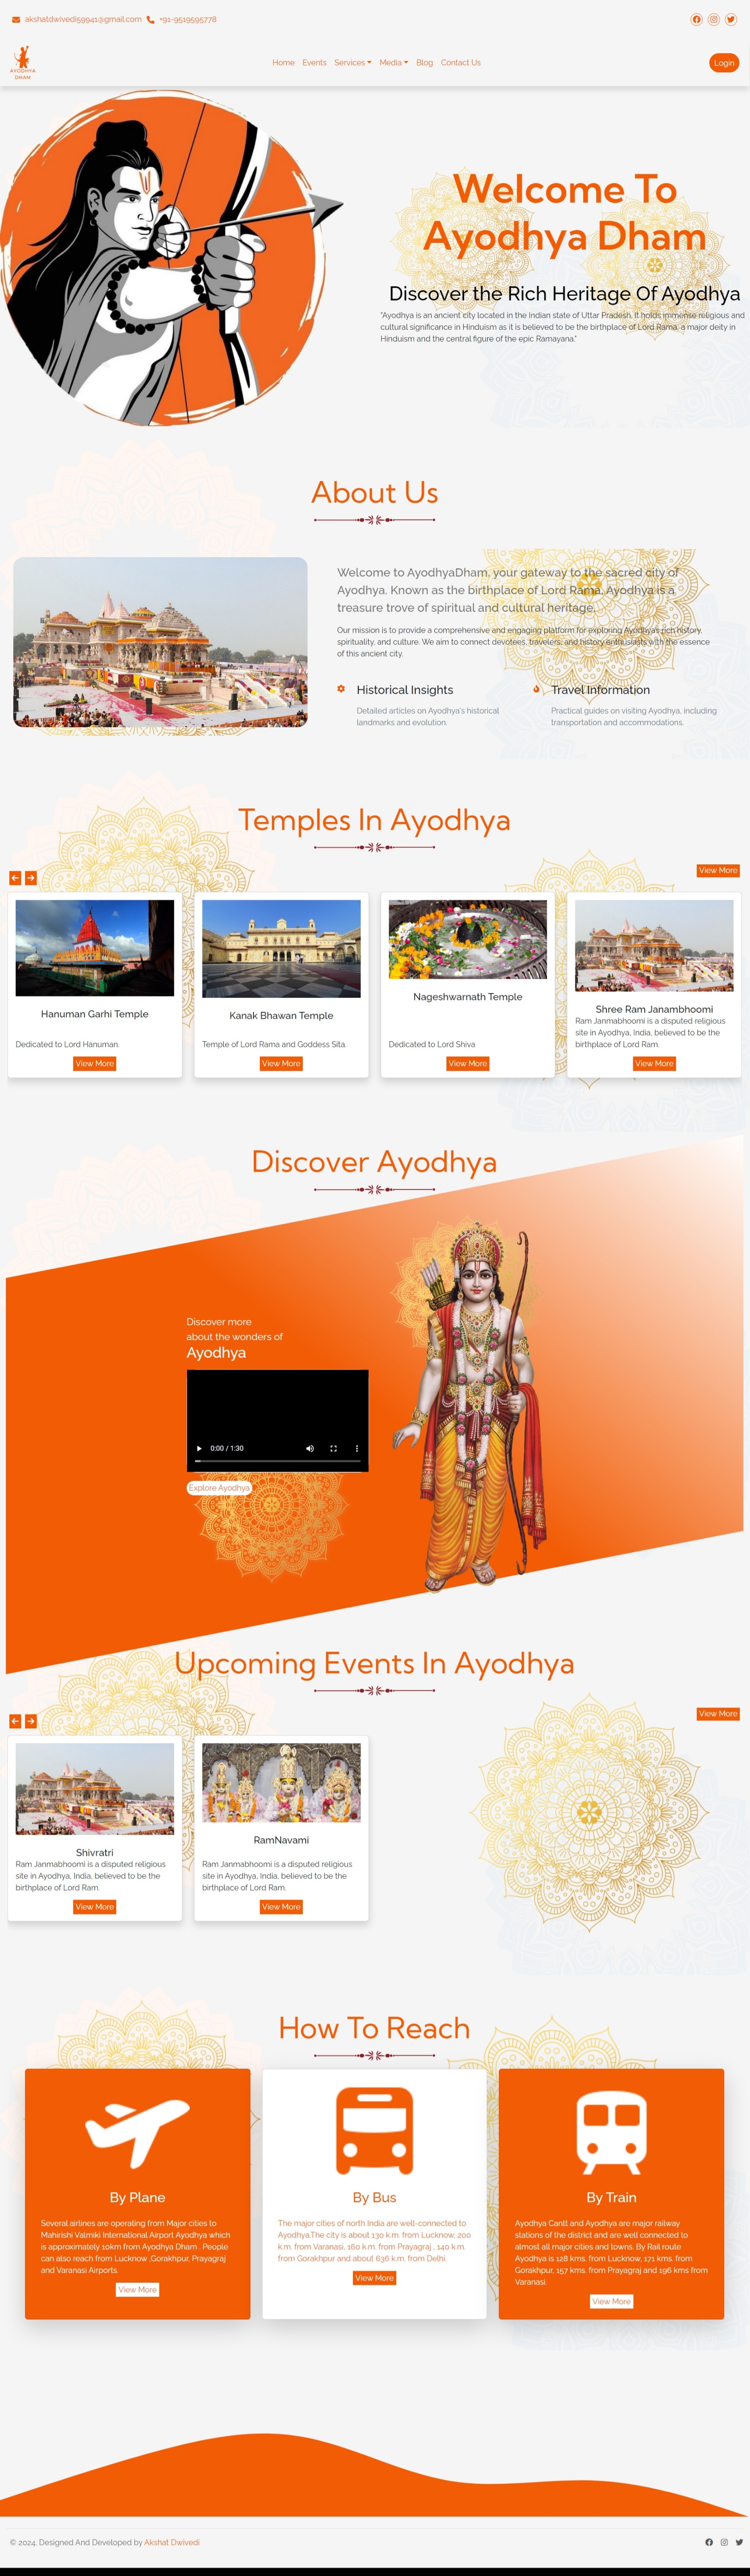 akshatdwivedi59941@gmail.com +91-9519595778
AYODHYA
DHAM
Home Events Services Media Blog Contact Us
Login
Welcome To
Ayodhya Dham
Discover the Rich Heritage Of Ayodhya
"Ayodhya is an ancient city located in the Indian state of Uttar Pradesh. It holds immense religious and
cultural significance in Hinduism as it is believed to be the birthplace of Lord Rama, a major deity in
Hinduism and the central figure of the epic Ramayana."
About Us
Welcome to AyodhyaDham, your gateway to the sacred city of
Ayodhya. Known as the birthplace of Lord Rama, Ayodhya is a
treasure trove of spiritual and cultural heritage.
Our mission is to provide a comprehensive and engaging platform for exploring Ayodhya's rich history,
spirituality, and culture. We aim to connect devotees, travelers, and history enthusiasts with the essence
of this ancient city.
Historical Insights
Detailed articles on Ayodhya's historical
landmarks and evolution.
Travel Information
Practical guides on visiting Ayodhya, including
transportation and accommodations.
Temples In Ayodhya
View More
Hanuman Garhi Temple
Dedicated to Lord Hanuman.
View More
Kanak Bhawan Temple
Temple of Lord Rama and Goddess Sita.
View More
Nageshwarnath Temple
Dedicated to Lord Shiva
View More
Shree Ram Janambhoomi
Ram Janmabhoomi is a disputed religious
site in Ayodhya, India, believed to be the
birthplace of Lord Ram.
View More
Discover Ayodhya
Discover more
about the wonders of
Ayodhya
0:00 / 1:30
Explore Ayodhya
Upcoming Events In Ayodhya
View More
Shivratri
Ram Janmabhoomi is a disputed religious
site in Ayodhya, India, believed to be the
birthplace of Lord Ram.
View More
RamNavami
Ram Janmabhoomi is a disputed religious
site in Ayodhya, India, believed to be the
birthplace of Lord Ram.
View More
How To Reach
By Plane
Several airlines are operating from Major cities to
Mahirishi Valmiki International Airport Ayodhya which
is approximately 10km from Ayodhya Dham . People
can also reach from Lucknow ,Gorakhpur, Prayagraj
and Varanasi Airports.
View More
By Bus
The major cities of north India are well-connected to
Ayodhya.The city is about 130 k.m. from Lucknow, 200
k.m. from Varanasi, 160 k.m. from Prayagraj , 140 k.m.
from Gorakhpur and about 636 k.m. from Delhi.
View More
By Train
Ayodhya Cantt and Ayodhya are major railway
stations of the district and are well connected to
almost all major cities and towns. By Rail route
Ayodhya is 128 kms. from Lucknow, 171 kms. from
Gorakhpur, 157 kms. from Prayagraj and 196 kms from
Varanasi.
View More
© 2024. Designed And Developed by Akshat Dwivedi